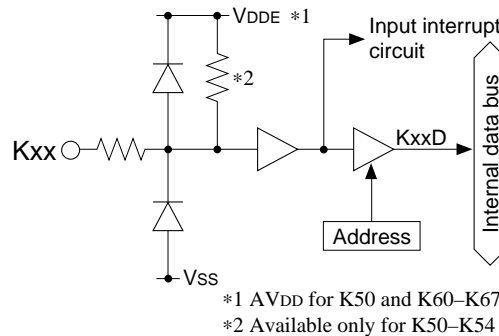 VDDE *1
Input interrupt
circuit
*2
Kxx
KxxD
Internal data bus
Address
VSS
*1 AVDD for K50 and K60–K67
*2 Available only for K50–K54